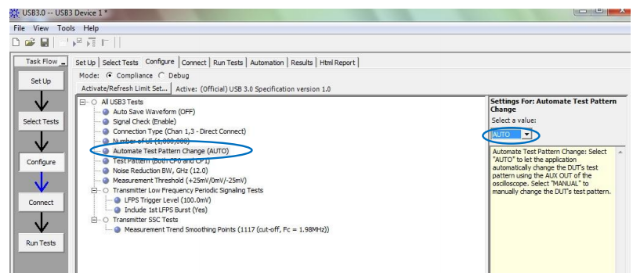 USB3.0 -- USB3 Device 1 *
File View Tools Help
Task Flow
Set Up Select Tests Configure Connect Run Tests Automation Results Html Report
Mode: Compliance Debug
Activate/Refresh Limit Set... Active: (Official) USB 3.0 Specification version 1.0
Set Up
Select Tests
Configure
Connect
Run Tests
All USB3 Tests
Auto Save Waveform (OFF)
Signal Check (Enable)
Connection Type (Chan 1,3 - Direct Connect)
Number of UI (1,000,000)
Automate Test Pattern Change (AUTO)
Test Pattern (Both CP0 and CP1)
Noise Reduction BW, GHz (12.0)
Measurement Threshold (+25mV/0mV/-25mV)
Transmitter Low Frequency Periodic Signaling Tests
LFPS Trigger Level (100.0mV)
Include 1st LFPS Burst (Yes)
Transmitter SSC Tests
Measurement Trend Smoothing Points (1117 (cut-off, Fc = 1.98MHz))
Settings For: Automate Test Pattern
Change
Select a value:
AUTO
Automate Test Pattern Change: Select
"AUTO" to let the application
automatically change the DUT's test
pattern using the AUX OUT of the
oscilloscope. Select "MANUAL" to
manually change the DUT's test pattern.